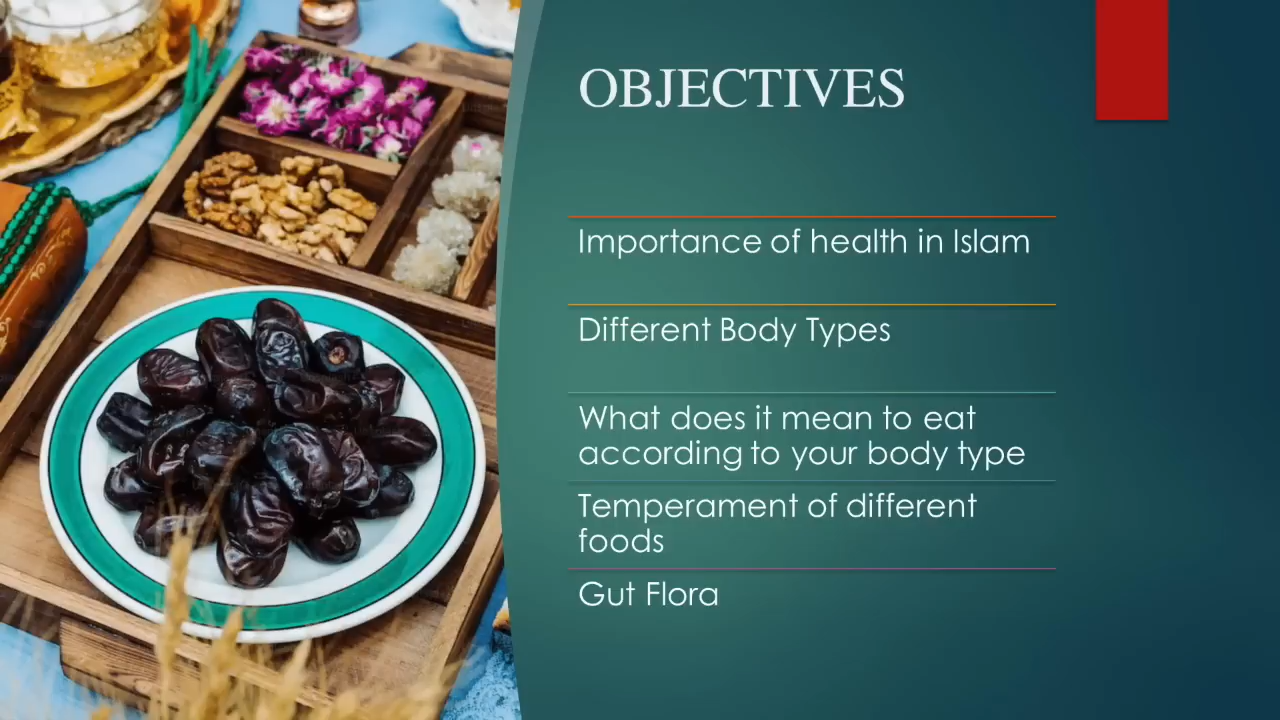 OBJECTIVES
Importance of health in Islam
Different Body Types
What does it mean to eat
according to your body type
Temperament of different
foods
Gut Flora